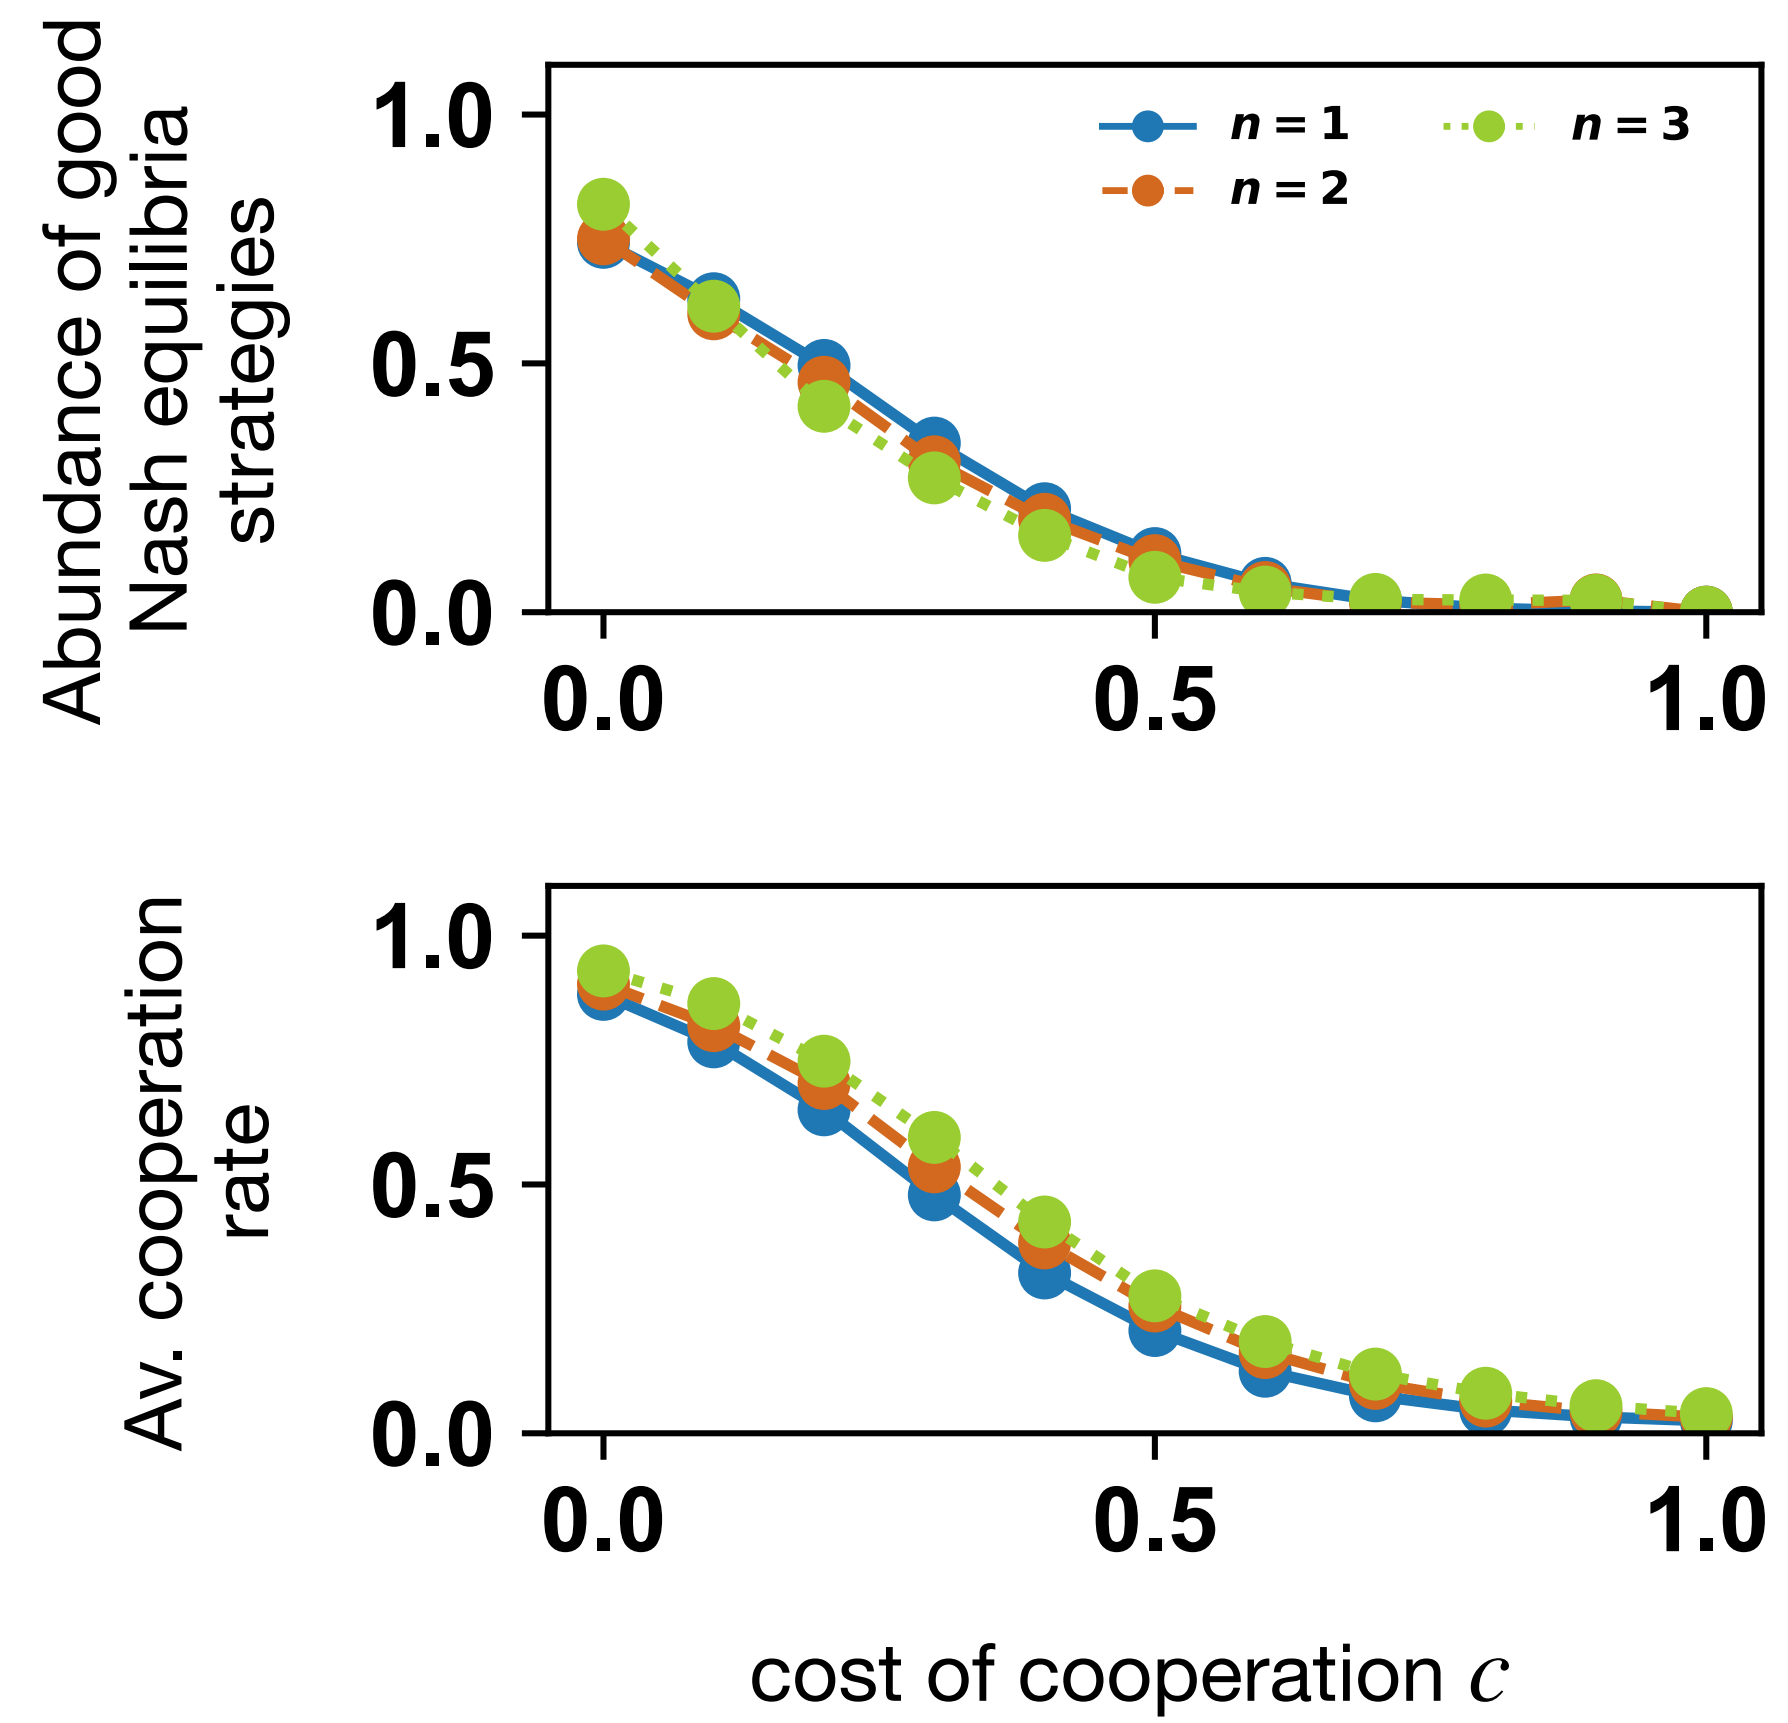 Abundance of good
Nash equilibria
strategies
1.0
0.5
0.0
n = 1
n = 2
n = 3
0.0 0.5 1.0
Av. cooperation
rate
1.0
0.5
0.0
0.0 0.5 1.0
cost of cooperation c